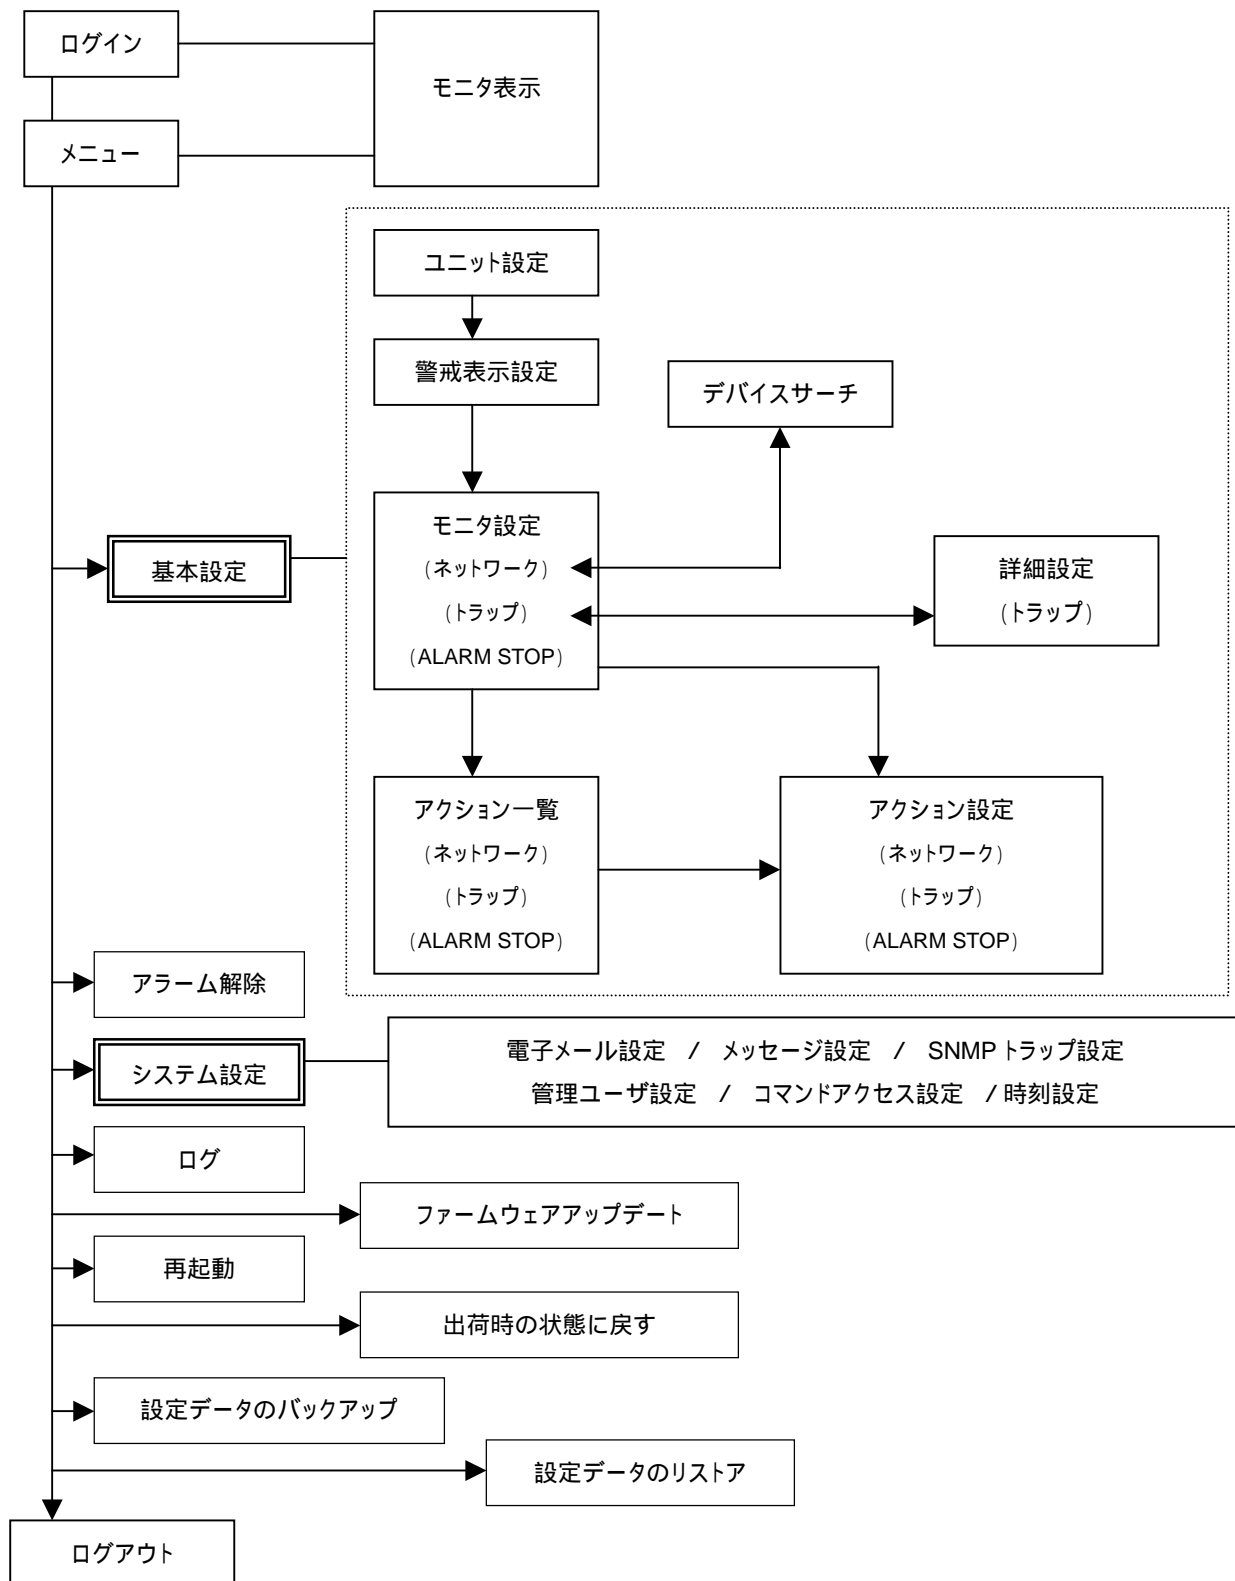 ログイン
モニタ表示
メニュー
ユニット設定
警戒表示設定
デバイスサーチ
モニタ設定
(ネットワーク)
(トラップ)
(ALARM STOP)
基本設定
詳細設定
(トラップ)
アクション一覧
(ネットワーク)
(トラップ)
(ALARM STOP)
アクション設定
(ネットワーク)
(トラップ)
(ALARM STOP)
アラーム解除
システム設定
電子メール設定 / メッセージ設定 / SNMPトラップ設定
管理ユーザ設定 / コマンドアクセス設定 /時刻設定
ログ
ファームウェアアップデート
再起動
出荷時の状態に戻す
設定データのバックアップ
設定データのリストア
ログアウト